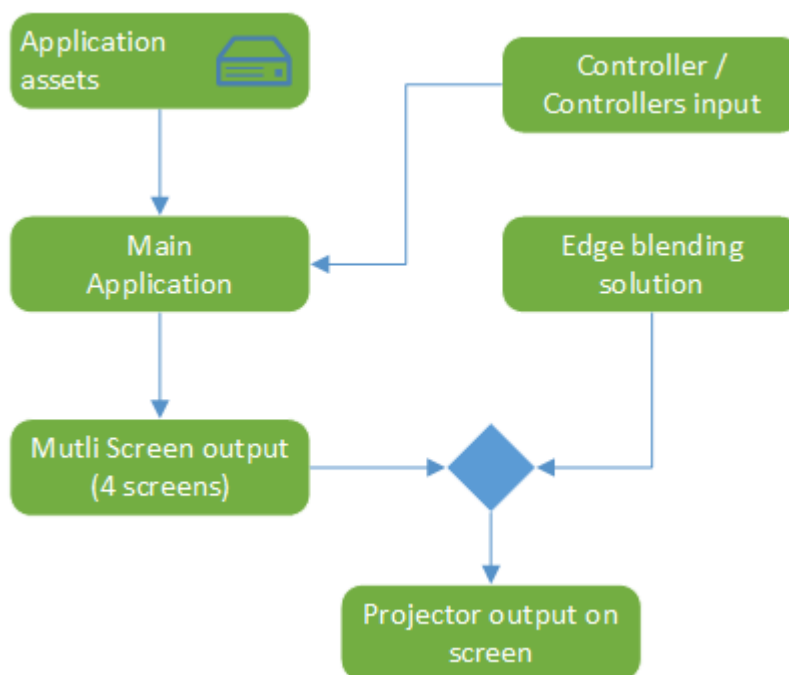 Application
assets
Controller /
Controllers input
Main
Application
Edge blending
solution
Mutli Screen output
(4 screens)
Projector output on
screen